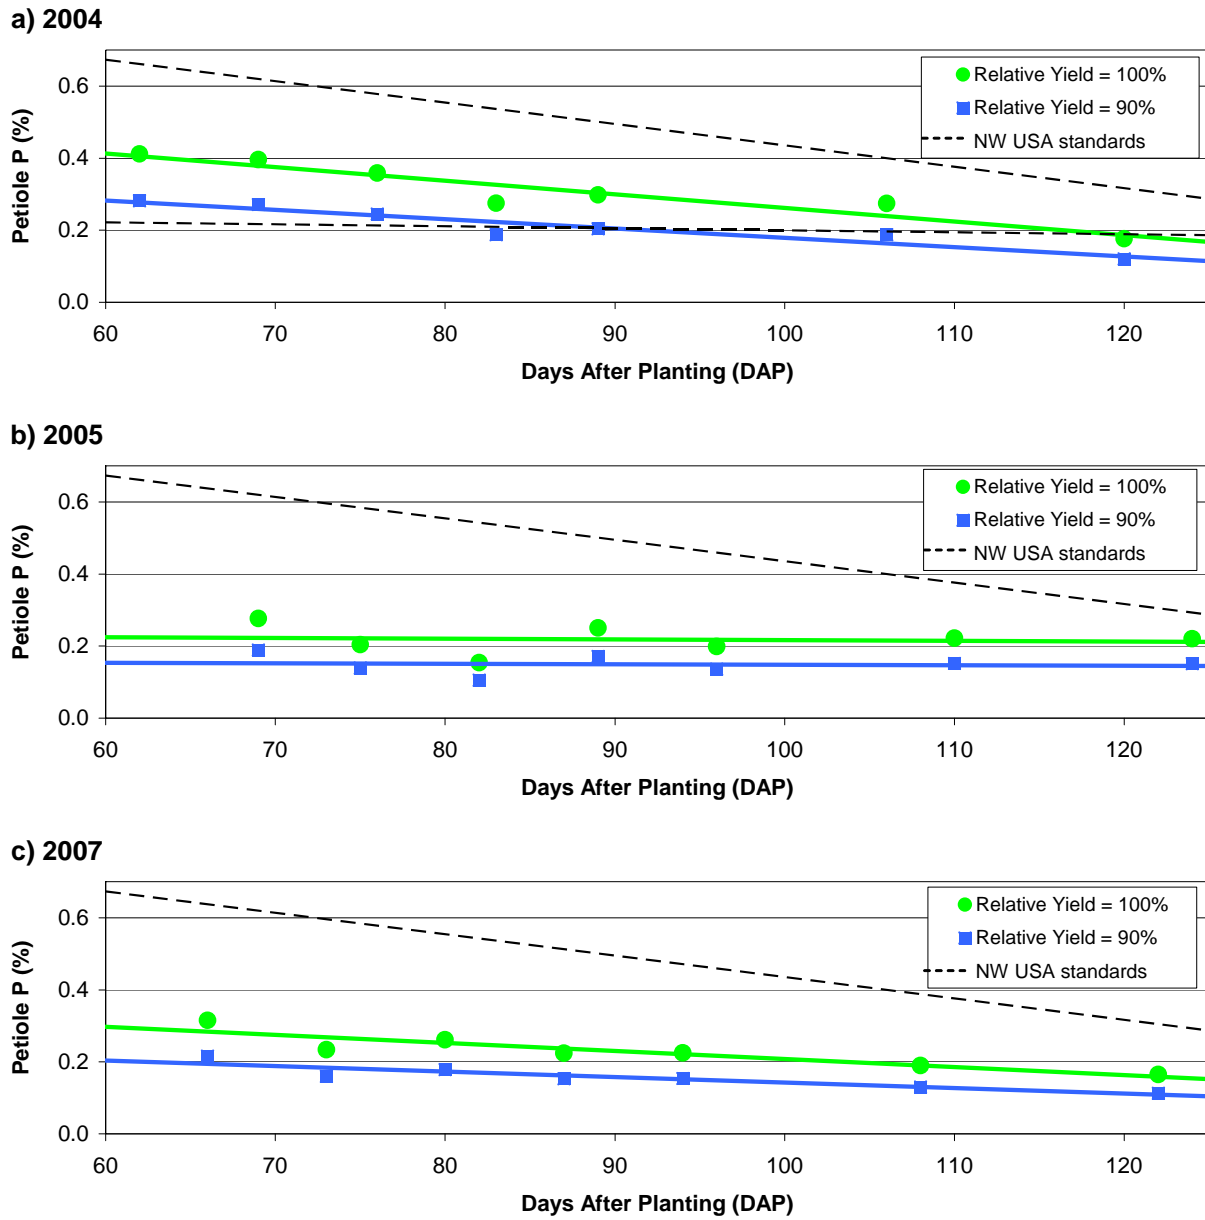 a) 2004
Petiole P (%)
0.6
0.4
0.2
0.0
Relative Yield = 100%
Relative Yield = 90%
NW USA standards
60 70 80 90 100 110 120
Days After Planting (DAP)
b) 2005
Petiole P (%)
0.6
0.4
0.2
0.0
Relative Yield = 100%
Relative Yield = 90%
NW USA standards
60 70 80 90 100 110 120
Days After Planting (DAP)
c) 2007
Petiole P (%)
0.6
0.4
0.2
0.0
Relative Yield = 100%
Relative Yield = 90%
NW USA standards
60 70 80 90 100 110 120
Days After Planting (DAP)